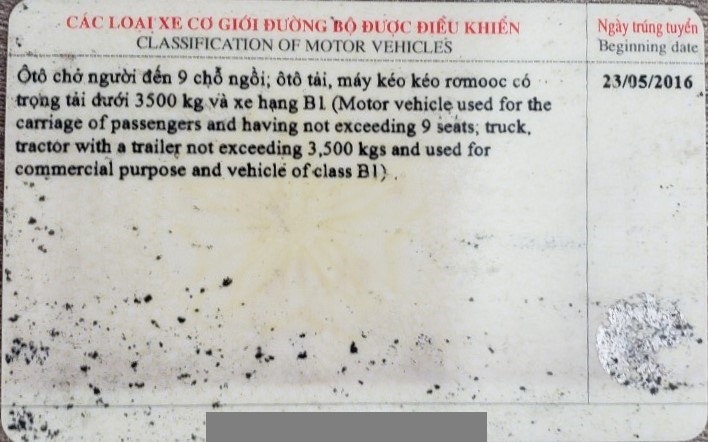 CÁC LOẠI XE CƠ GIỚI ĐƯỜNG BỘ ĐƯỢC ĐIỀU KHIỂN
CLASSIFICATION OF MOTOR VEHICLES
Ngày trúng tuyển
Beginning date
Ôtô chở người đến 9 chỗ ngồi; ôtô tải, máy kéo kéo rơmooc có
trọng tải dưới 3500 kg và xe hạng B1 (Motor vehicle used for the
carriage of passengers and having not exceeding 9 seats; truck,
tractor with a trailer not exceeding 3,500 kgs and used for
commercial purpose and vehicle of class B1)
23/05/2016